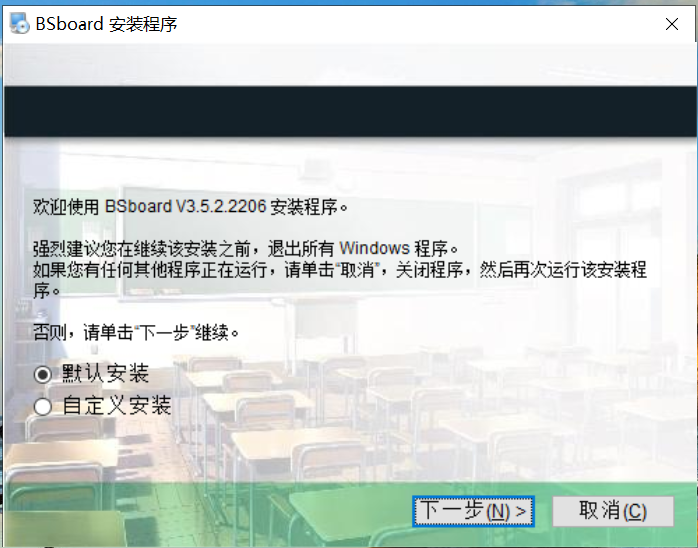 BSboard 安装程序
欢迎使用 BSboard V3.5.2.2206 安装程序。
强烈建议您在继续该安装之前，退出所有 Windows 程序。
如果您有任何其他程序正在运行，请单击“取消”，关闭程序，然后再次运行该安装程
序。
否则，请单击“下一步”继续。
默认安装
自定义安装
下一步(N) >
取消(C)